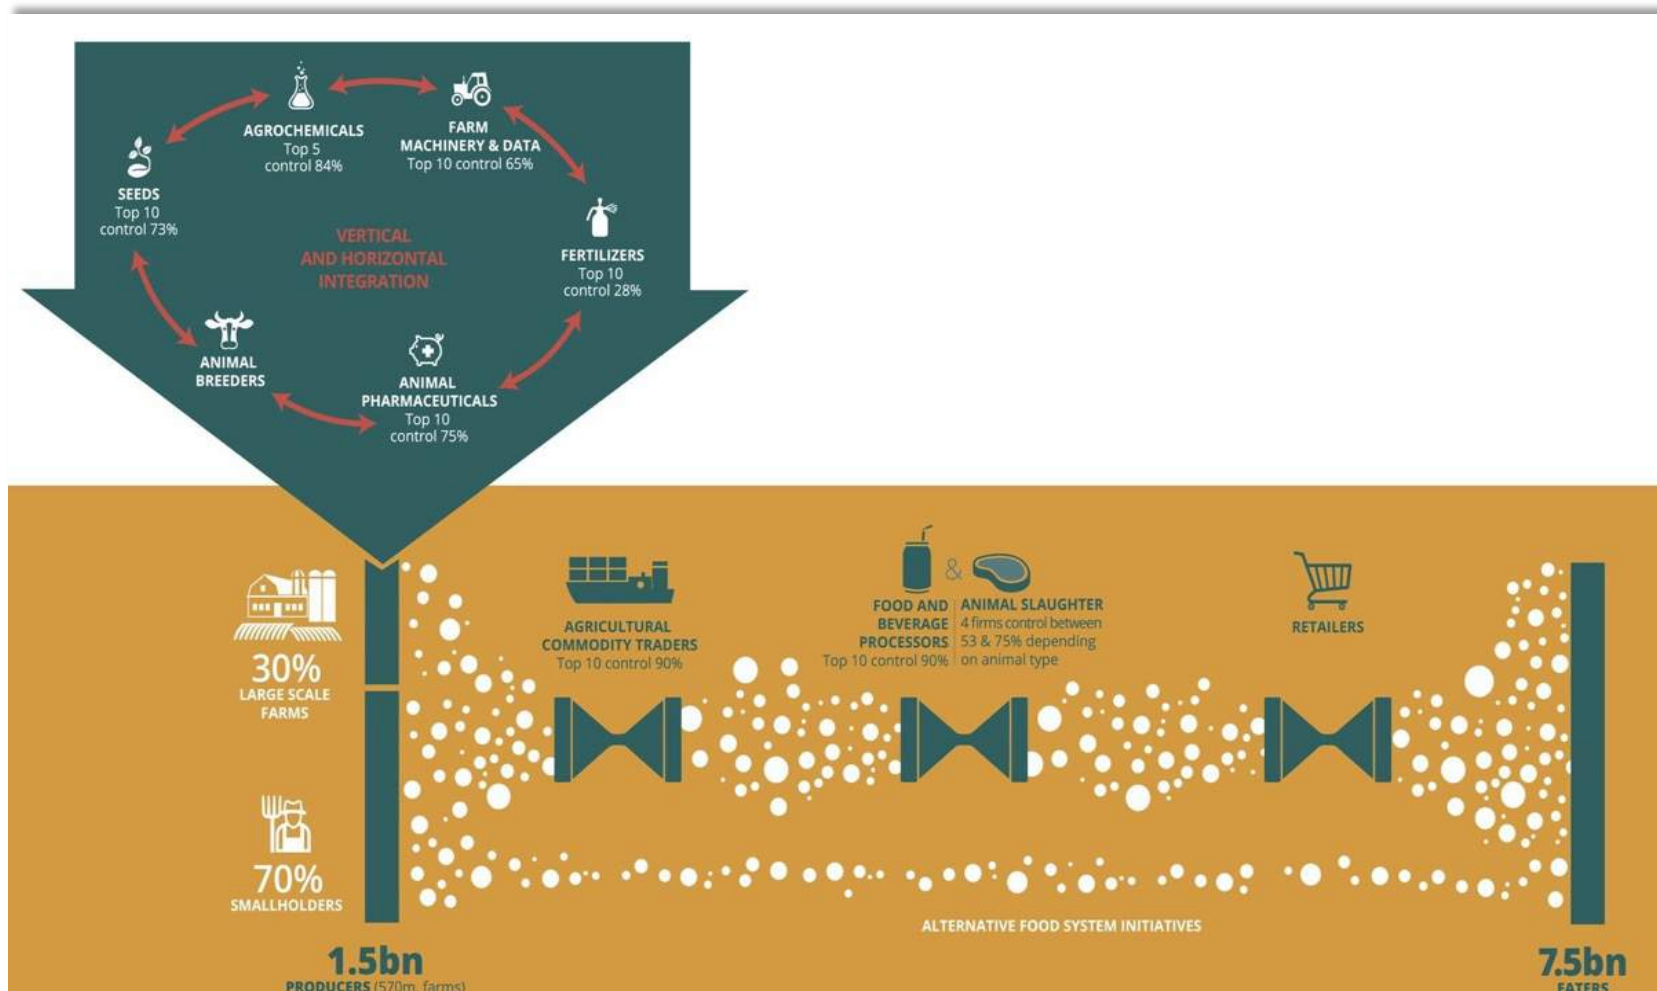 AGROCHEMICALS
Top 5
control 84%
FARM
MACHINERY & DATA
Top 10 control 65%
SEEDS
Top 10
control 73%
VERTICAL
AND HORIZONTAL
INTEGRATION
FERTILIZERS
Top 10
control 28%
ANIMAL
BREEDERS
ANIMAL
PHARMACEUTICALS
Top 10
control 75%
30%
LARGE SCALE
FARMS
AGRICULTURAL
COMMODITY TRADERS
Top 10 control 90%
&
FOOD AND
BEVERAGE
PROCESSORS
Top 10 control 90%
ANIMAL SLAUGHTER
4 firms control between
53 & 75% depending
on animal type
RETAILERS
70%
SMALLHOLDERS
ALTERNATIVE FOOD SYSTEM INITIATIVES
1.5bn
PRODUCERS (570m. farms)
7.5bn
EATERS